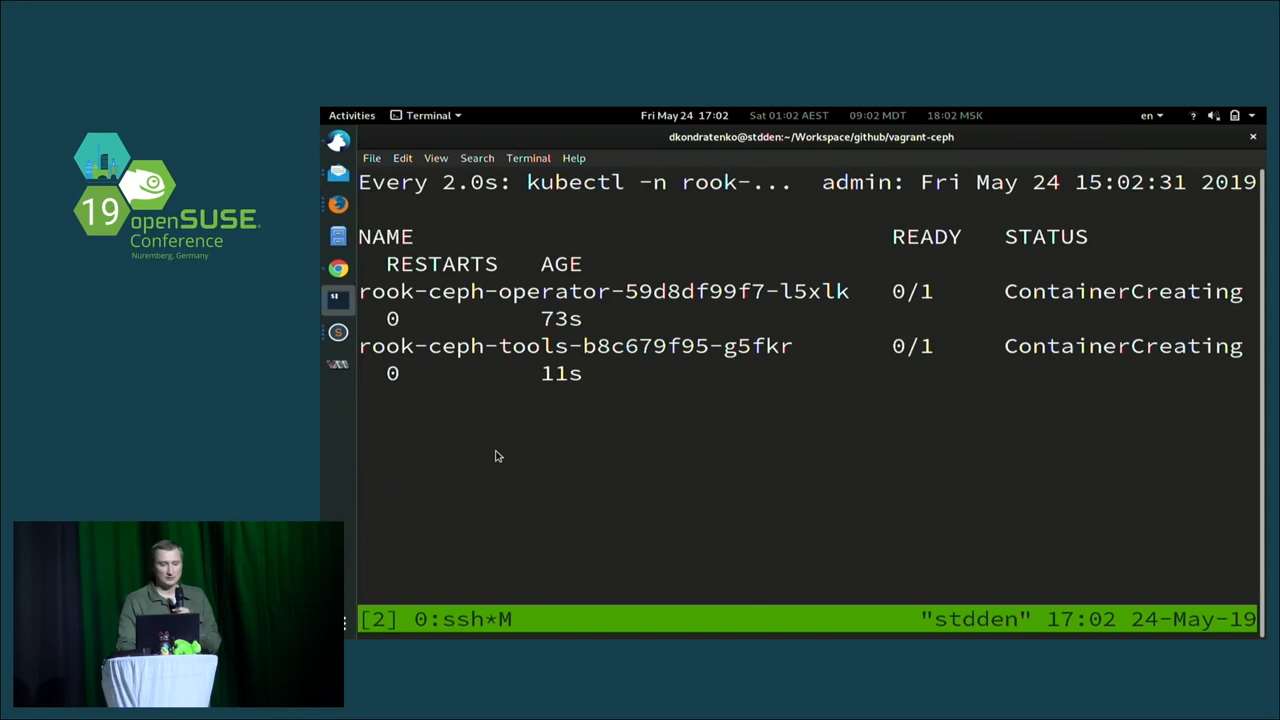 Activities Terminal Fri May 24 17:02 Sat 01:02 AEST 09:02 MDT 18:02 MSK en ?
dkondratenko@stdden:~/Workspace/github/vagrant-ceph ×
File Edit View Search Terminal Help
Every 2.0s: kubectl -n rook-... admin: Fri May 24 15:02:31 2019
NAME READY STATUS
RESTARTS AGE
rook-ceph-operator-59d8df99f7-l5xlk 0/1 ContainerCreating
0 73s
rook-ceph-tools-b8c679f95-g5fkr 0/1 ContainerCreating
0 11s
[2] 0:ssh*M "stdden" 17:02 24-May-19
19
openSUSE
Conference
Nuremberg, Germany